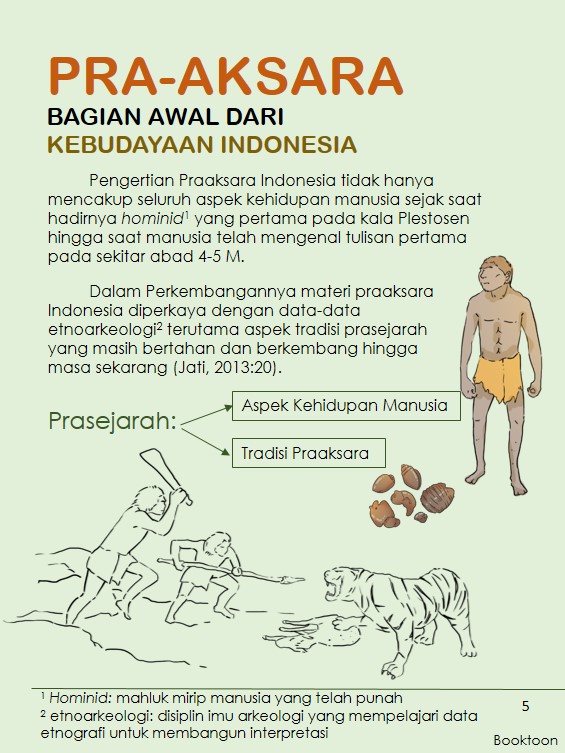 PRA-AKSARA
BAGIAN AWAL DARI
KEBUDAYAAN INDONESIA
Pengertian Praaksara Indonesia tidak hanya
mencakup seluruh aspek kehidupan manusia sejak saat
hadirnya hominid¹ yang pertama pada kala Plestosen
hingga saat manusia telah mengenal tulisan pertama
pada sekitar abad 4-5 M.
Dalam Perkembangannya materi praaksara
Indonesia diperkaya dengan data-data
etnoarkeologi² terutama aspek tradisi prasejarah
yang masih bertahan dan berkembang hingga
masa sekarang (Jati, 2013:20).
Prasejarah:
Aspek Kehidupan Manusia
Tradisi Praaksara
¹ Hominid: mahluk mirip manusia yang telah punah
² etnoarkeologi: disiplin imu arkeologi yang mempelajari data
etnografi untuk membangun interpretasi
5
Booktoon